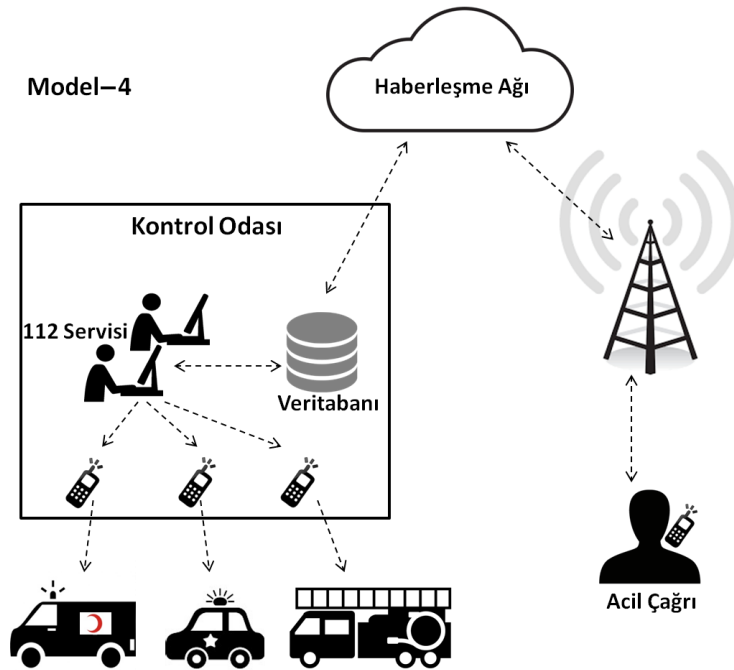 Model–4
Haberleşme Ağı
Kontrol Odası
112 Servisi
Veritabanı
Acil Çağrı